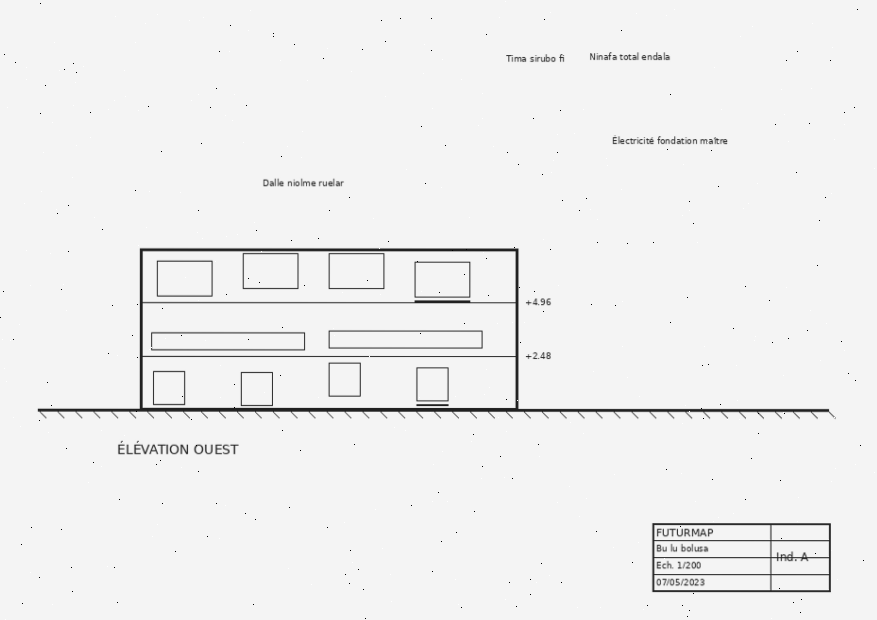 Tima sirubo fi
Ninafa total endala
Électricité fondation maître
Dalle niolme ruelar
+4.96
+2.48
ÉLÉVATION OUEST
FUTURMAP
Bu lu bolusa
Ind. A
Ech. 1/200
07/05/2023